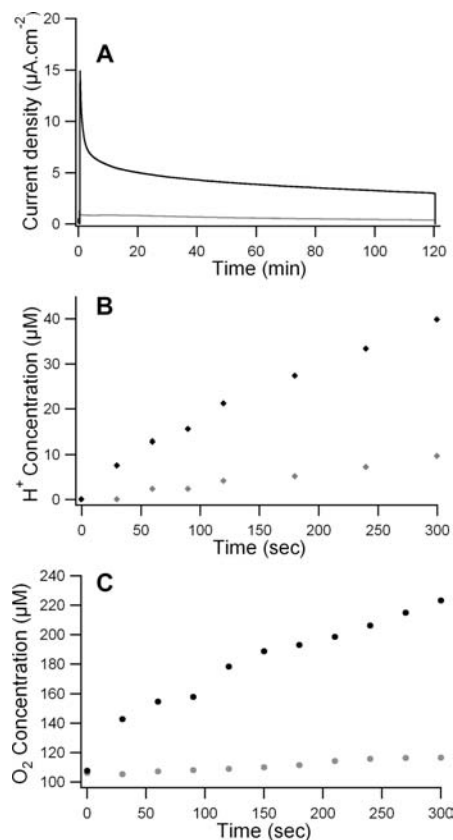 A
Current density (µA.cm⁻²)
20
15
10
5
0
0 20 40 60 80 100 120
Time (min)
B
H⁺ Concentration (µM)
40
30
20
10
0
0 50 100 150 200 250 300
Time (sec)
C
O₂ Concentration (µM)
240
220
200
180
160
140
120
100
0 50 100 150 200 250 300
Time (sec)